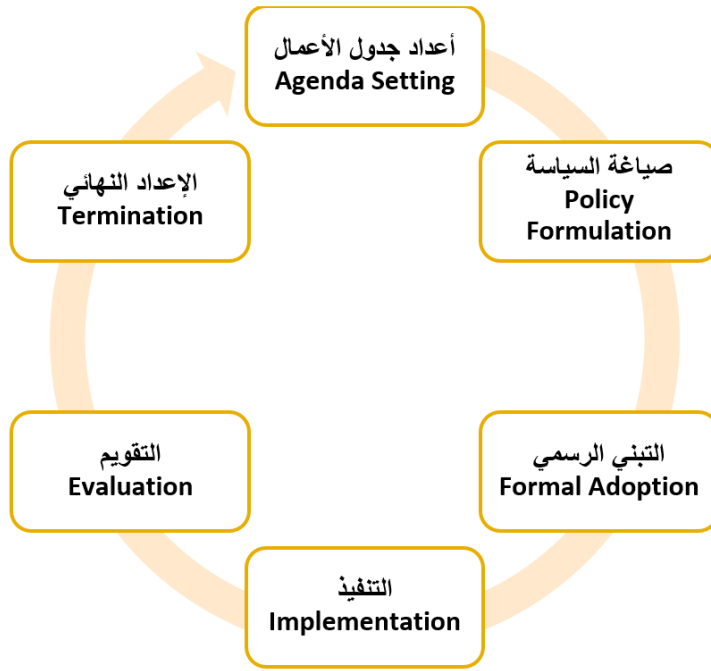 أعداد جدول الأعمال
Agenda Setting
صياغة السياسة
Policy
Formulation
التبني الرسمي
Formal Adoption
التنفيذ
Implementation
التقويم
Evaluation
الإعداد النهائي
Termination